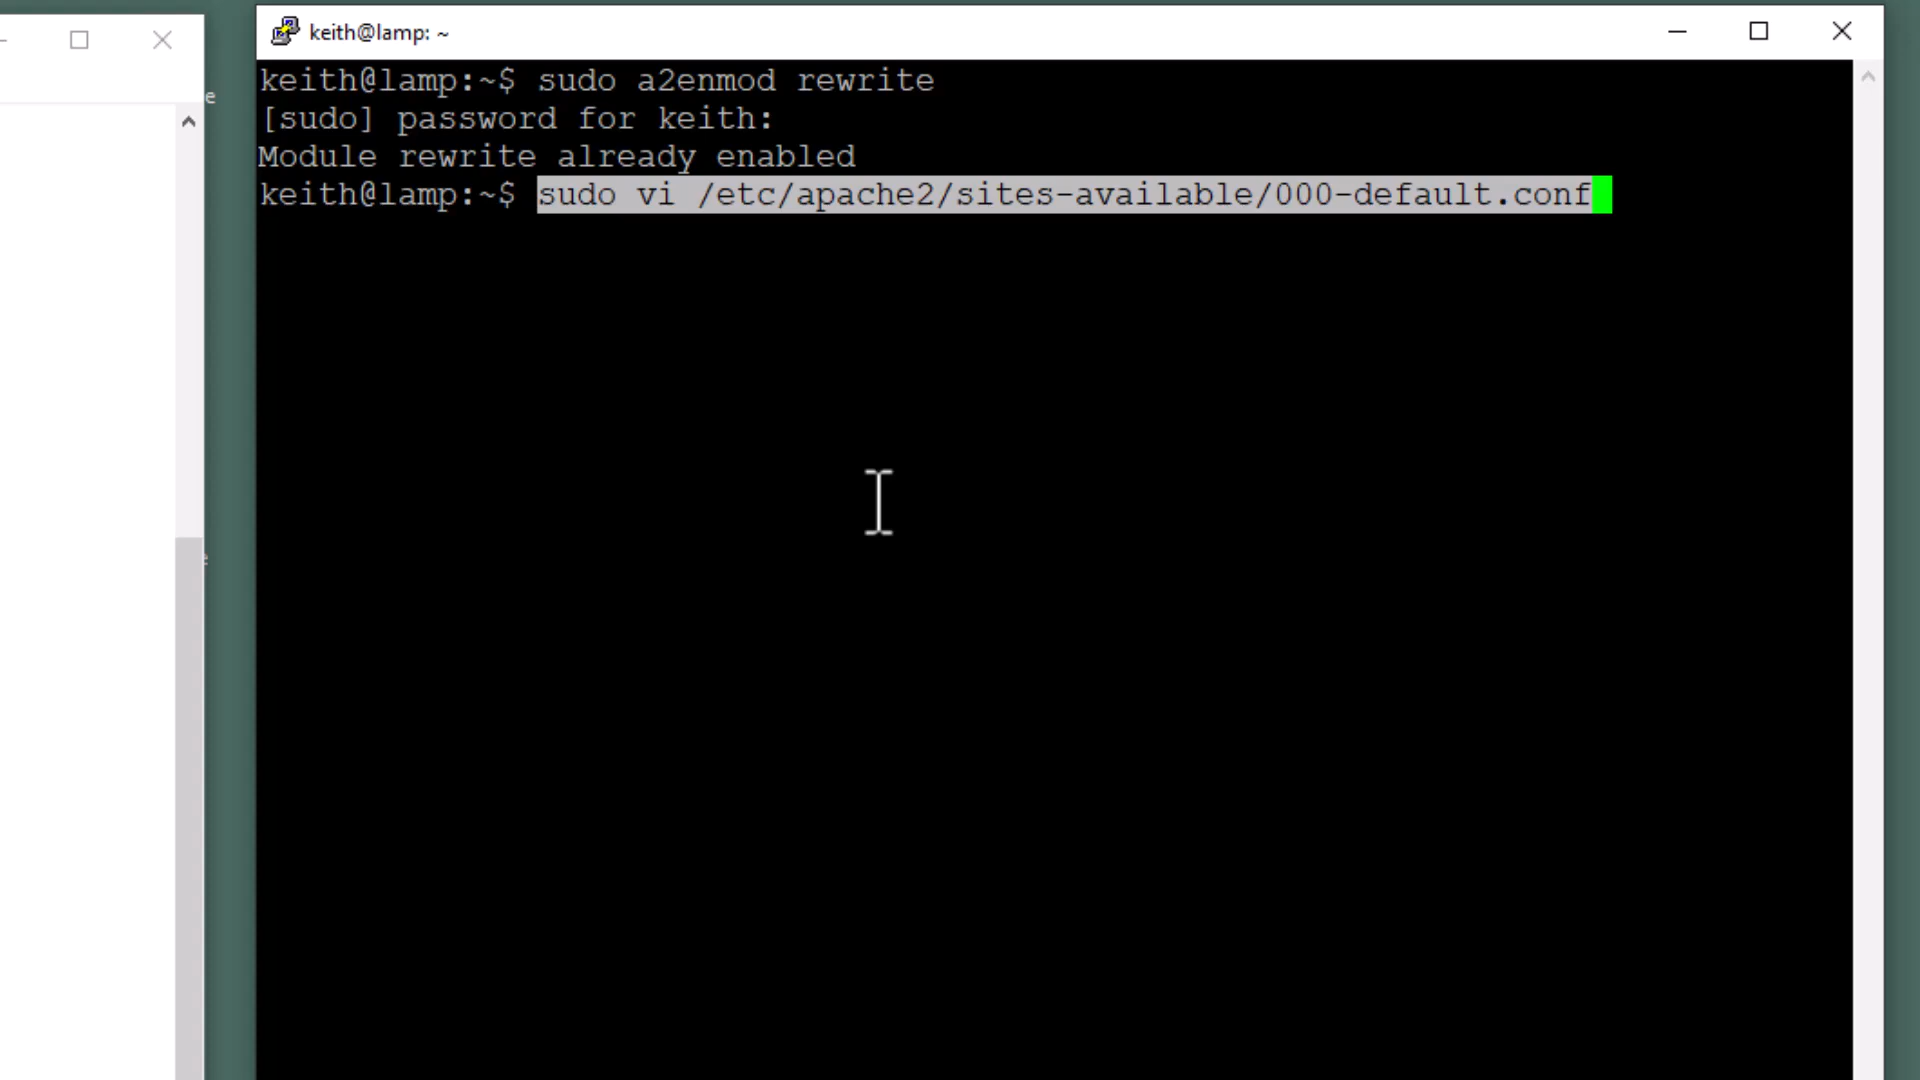 keith@lamp: ~
keith@lamp:~$ sudo a2enmod rewrite
[sudo] password for keith:
Module rewrite already enabled
keith@lamp:~$ sudo vi /etc/apache2/sites-available/000-default.conf
e